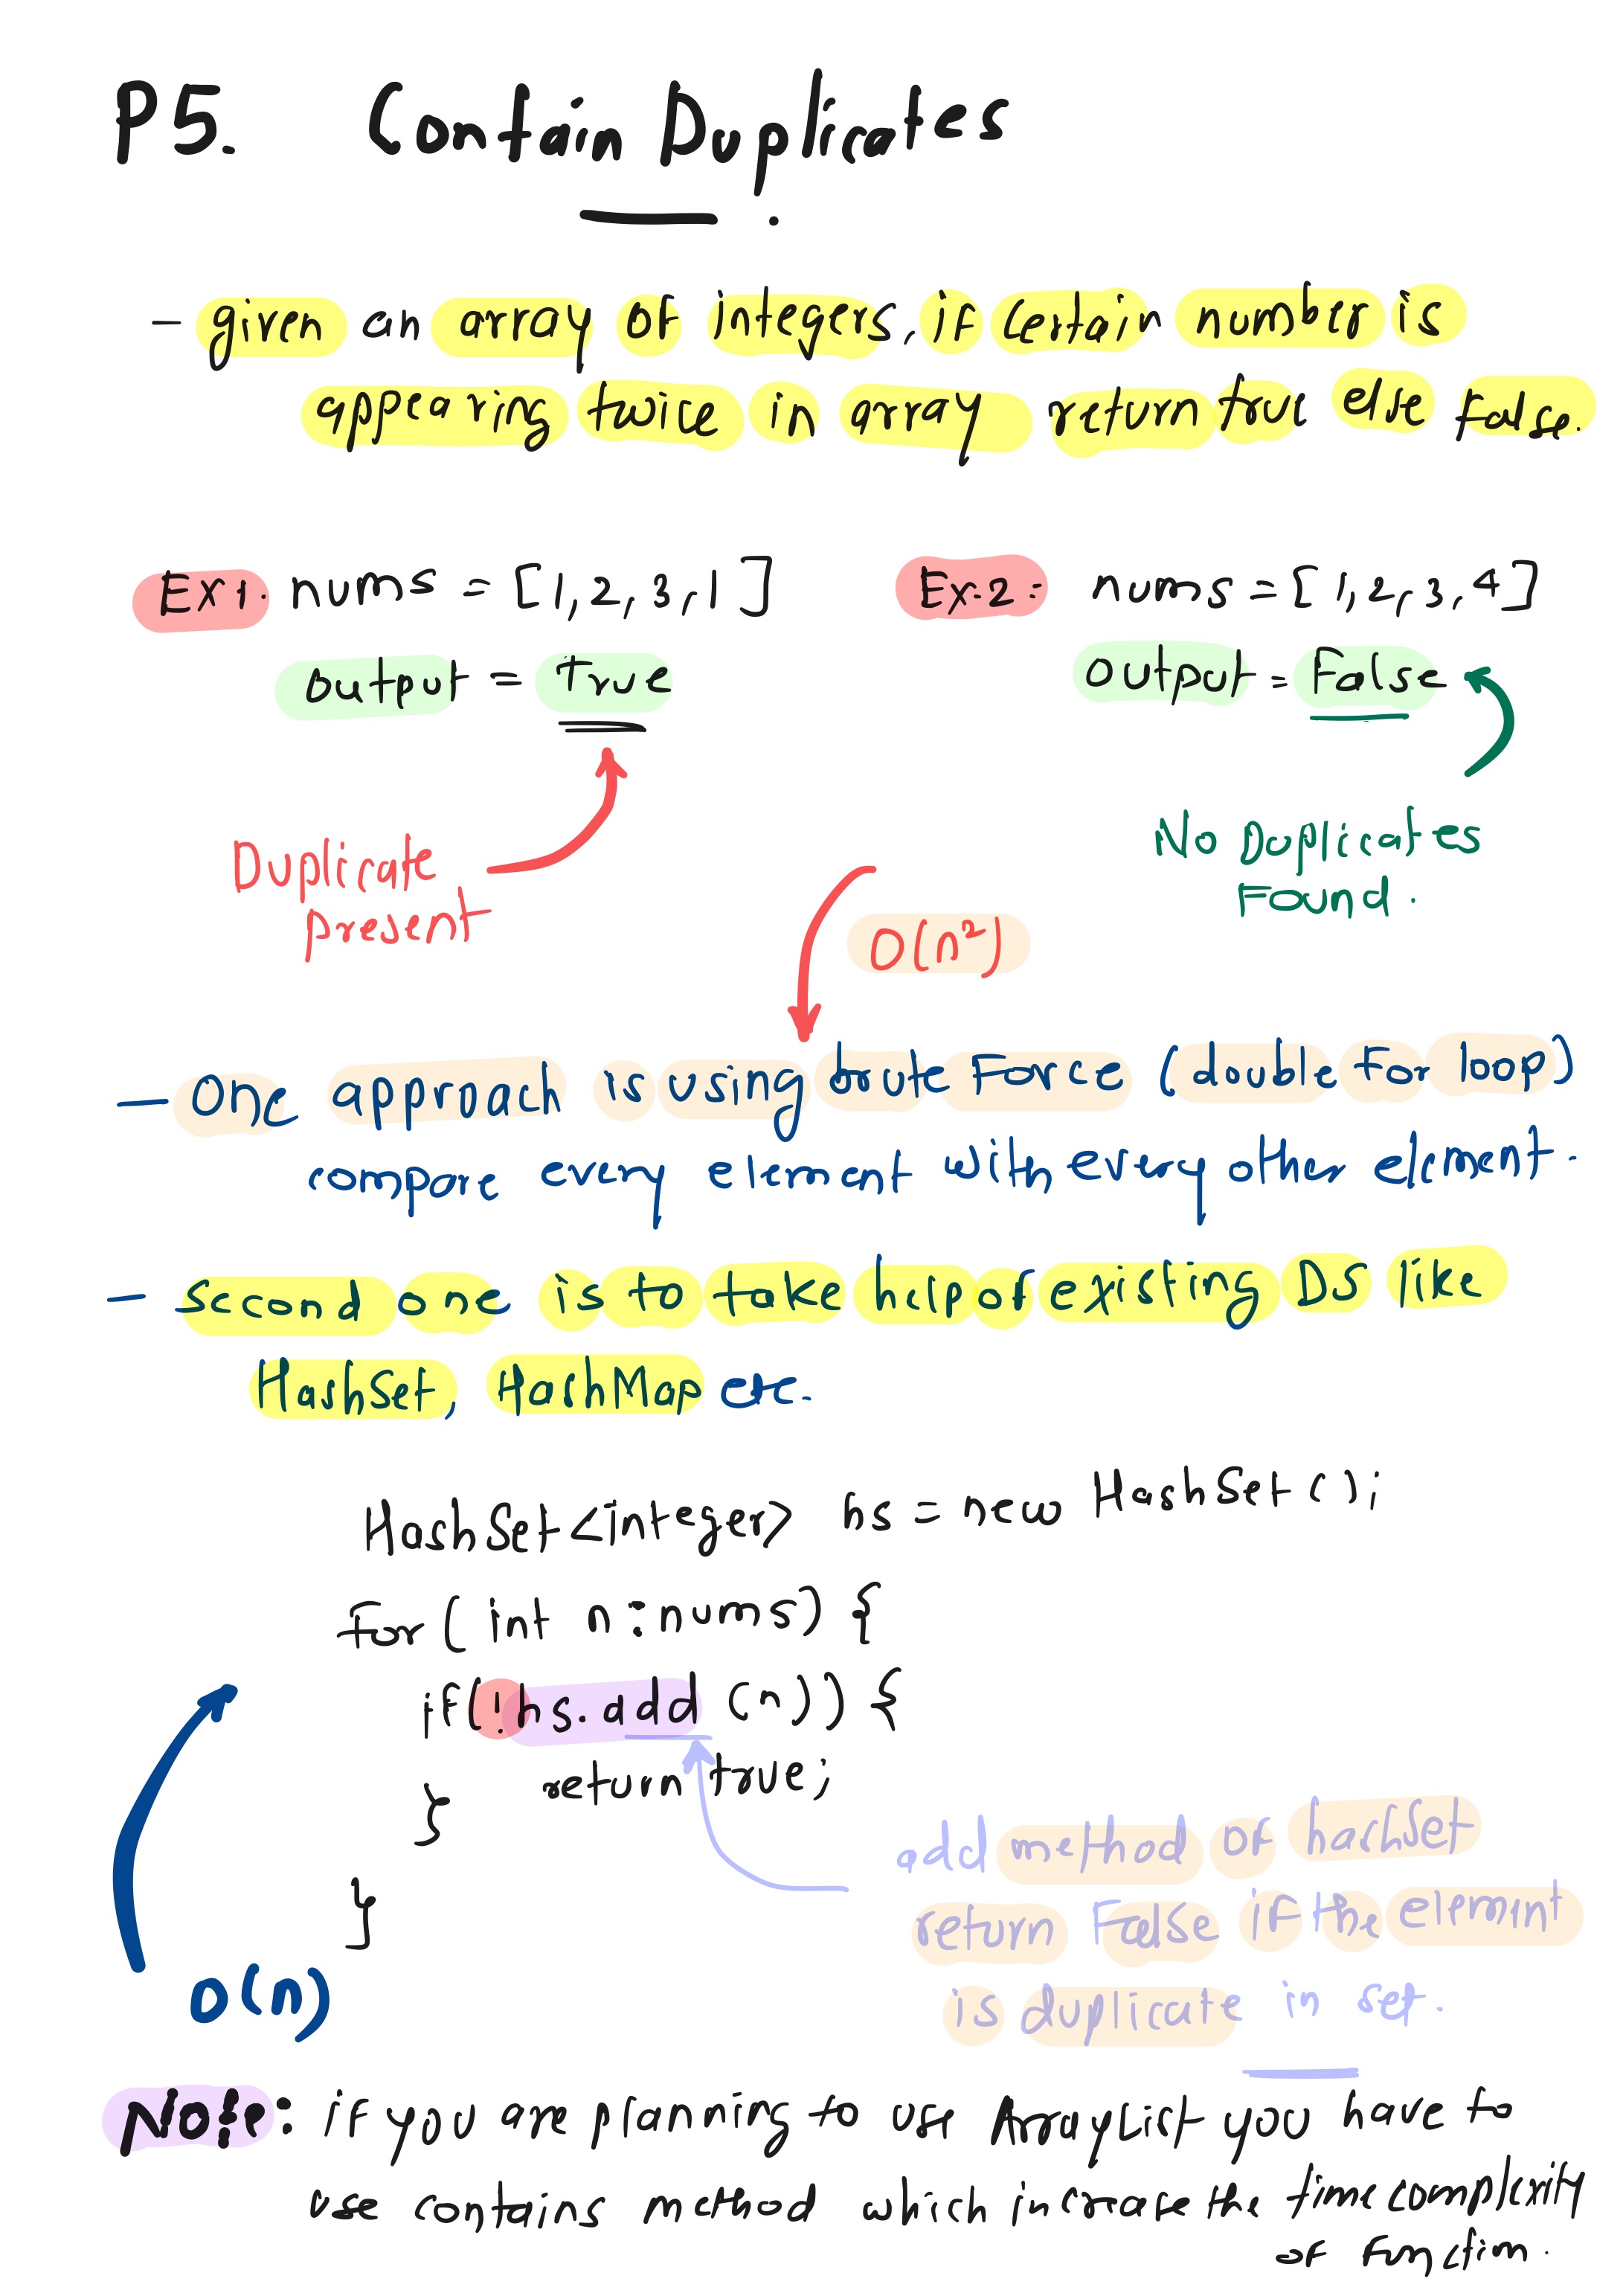 P5. Contain Duplicates
- given an array of integers, if certain number is
appearing twice in array return true else false.
Ex1. nums = [1,2,3,1]
output = True
Duplicate
present
Ex-2- nums = [1,2,3,4]
output = False
No Duplicates
Found.
O(n²)
- One approach is using brute Force (double for loop)
compare every element with every other element.
- Second one is to take help of existing DS like
HashSet, HashMap etc.
HashSet<integer> hs = new HashSet();
for( int n : nums) {
if(!hs.add (n)) {
return true;
}
}
O(n)
add method of hashSet
return False if the element
is duplicate in set.
Note: if you are planning to use ArrayList you have to
use contains method which increase the time complexity
of function.